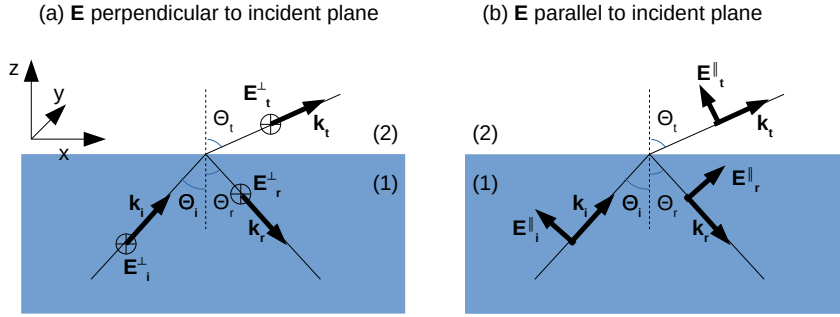 (a) E perpendicular to incident plane
z
y
x
E⊥t
Θt
kt
(2)
(1)
E⊥r
ki
Θi
Θr
kr
E⊥i
(b) E parallel to incident plane
E∥t
Θt
kt
(2)
(1)
E∥r
ki
Θi
Θr
kr
E∥i